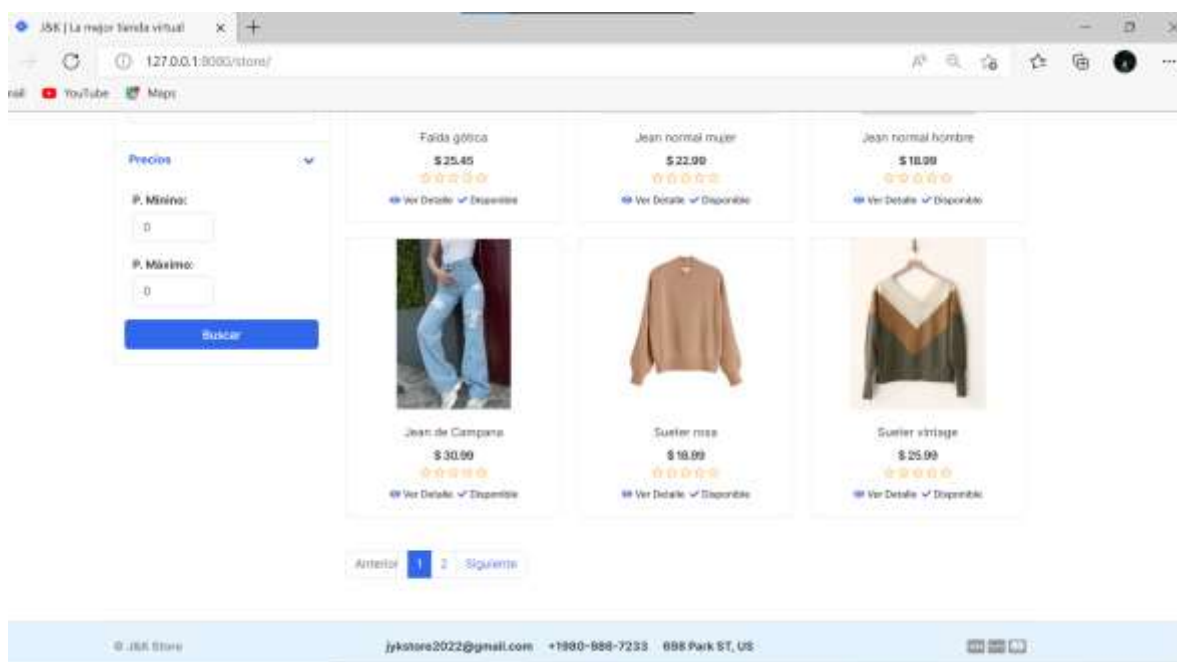 J&K | La mejor tienda virtual
127.0.0.1:8000/store/
YouTube Maps
Falda gótica Jean normal mujer Jean normal hombre
Precios
$ 25.45 $ 22.99 $ 18.99
Ver Detalle Disponible Ver Detalle Disponible Ver Detalle Disponible
P. Mínino:
0
P. Máximo:
0
Buscar
Jean de Campana Sueter rosa Sueter vintage
$ 30.99 $ 18.99 $ 25.99
Ver Detalle Disponible Ver Detalle Disponible Ver Detalle Disponible
Anterior 1 2 Siguiente
© J&K Store jykstore2022@gmail.com +1980-988-7233 698 Park ST, US